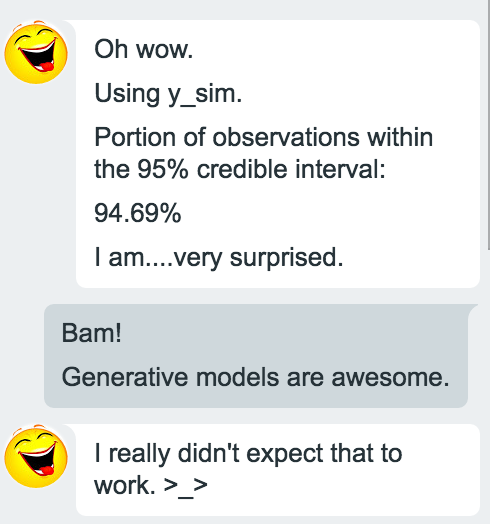 Oh wow.
Using y_sim.
Portion of observations within
the 95% credible interval:
94.69%
I am....very surprised.
Bam!
Generative models are awesome.
I really didn't expect that to
work. >_>